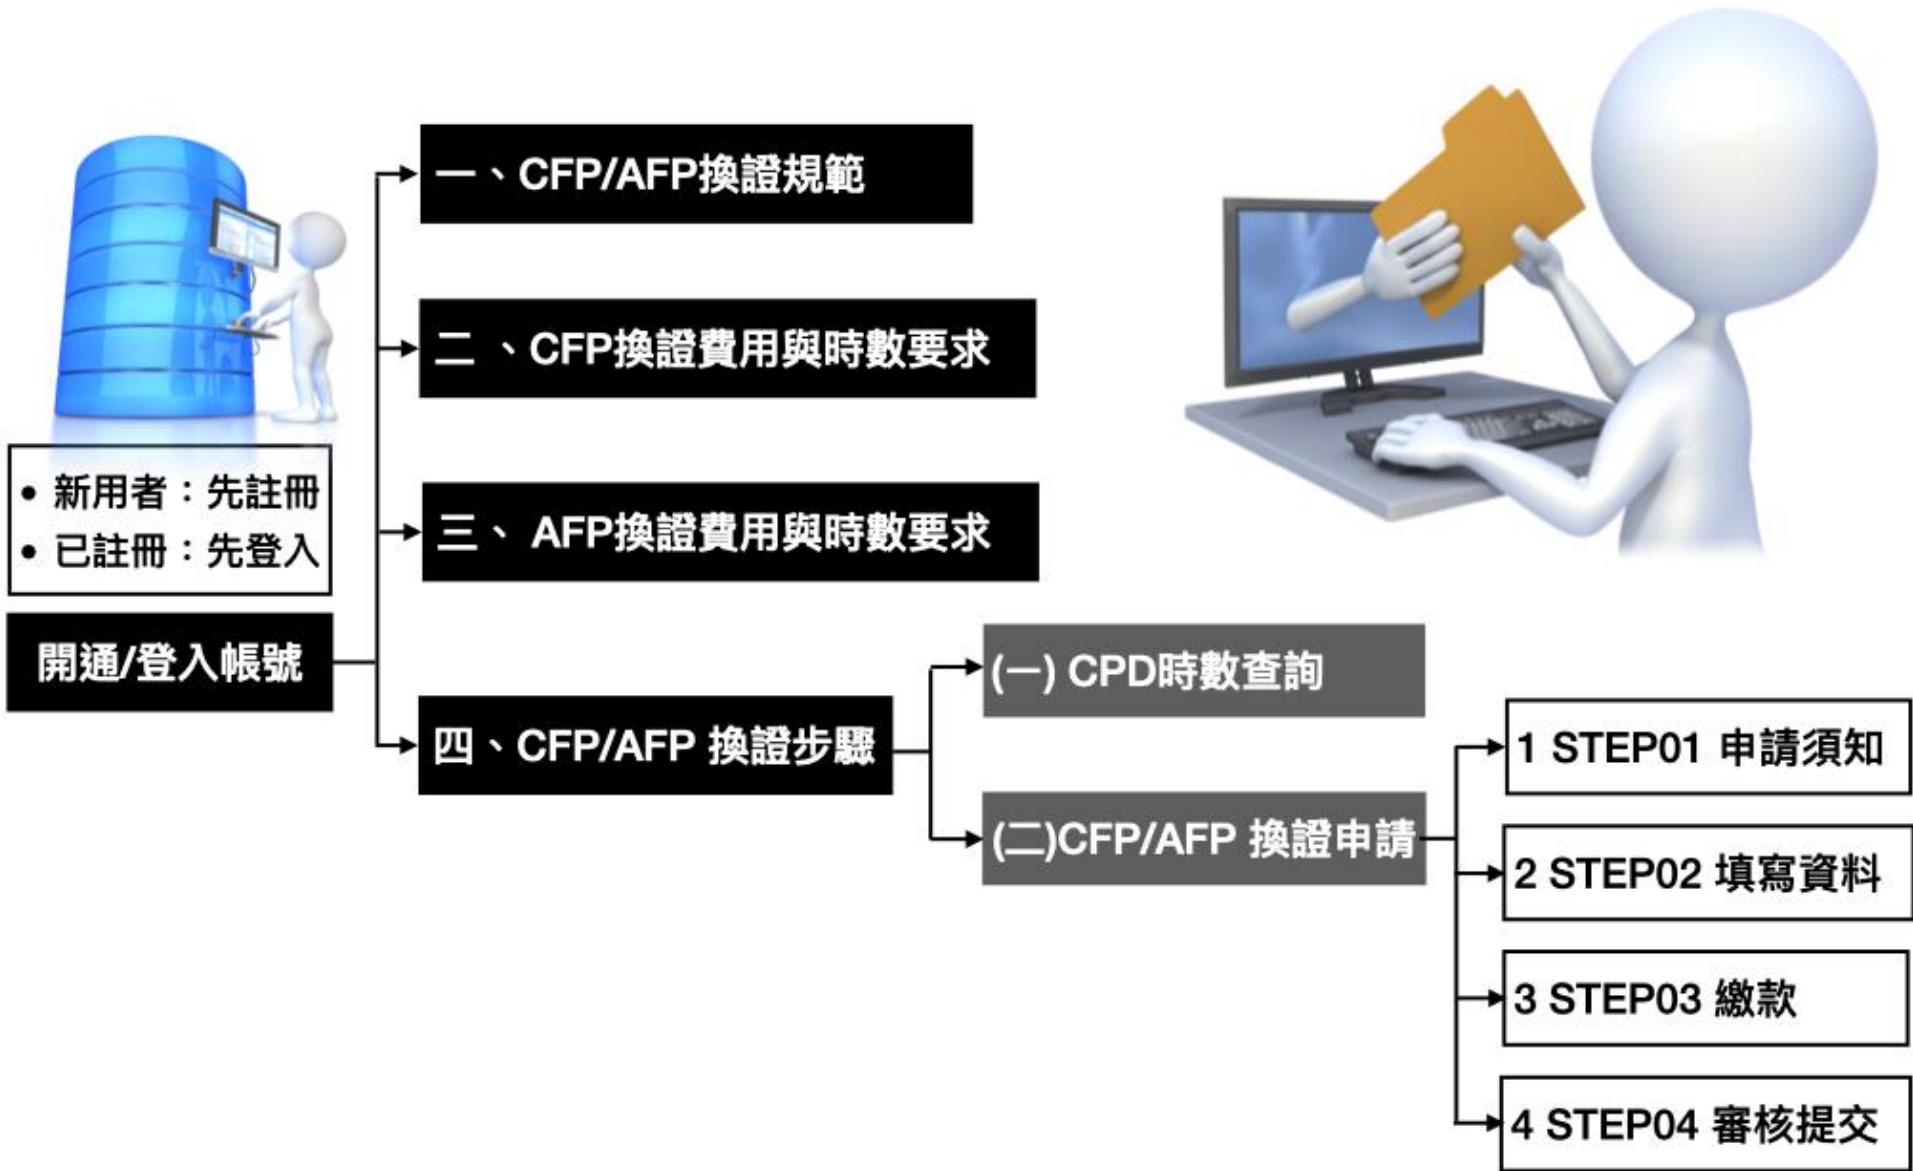 一、CFP/AFP換證規範
二 、CFP換證費用與時數要求
• 新用者：先註冊
• 已註冊：先登入
三、 AFP換證費用與時數要求
開通/登入帳號
四、CFP/AFP 換證步驟
(一) CPD時數查詢
(二)CFP/AFP 換證申請
1 STEP01 申請須知
2 STEP02 填寫資料
3 STEP03 繳款
4 STEP04 審核提交